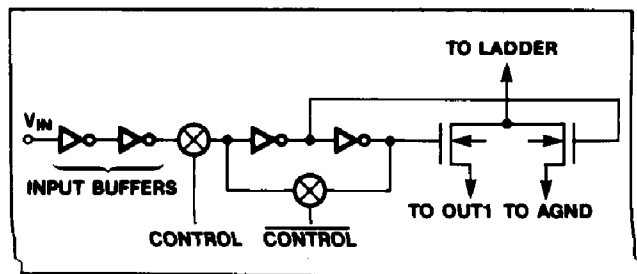 TO LADDER
VIN
INPUT BUFFERS
TO OUT1 TO AGND
CONTROL CONTROL